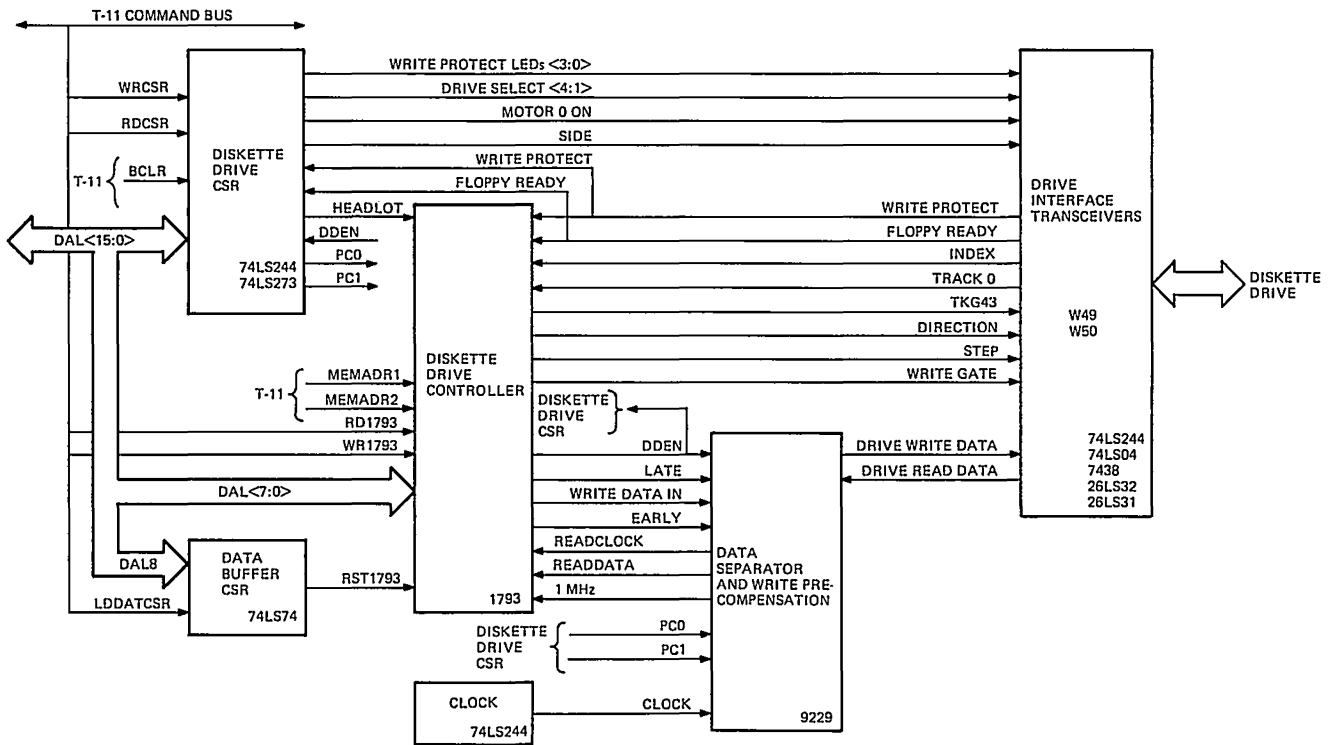 T-11 COMMAND BUS
WRITE PROTECT LEDs <3:0>
WRCSR
DRIVE SELECT <4:1>
MOTOR 0 ON
RDCSR
SIDE
DISKETTE
DRIVE
CSR
WRITE PROTECT
T-11
BCLR
FLOPPY READY
DRIVE
INTERFACE
TRANSCEIVERS
HEADLOT
WRITE PROTECT
DAL<15:0>
DDEN
FLOPPY READY
PC0
INDEX
74LS244
74LS273
PC1
TRACK 0
DISKETTE
DRIVE
TKG43
W49
W50
DIRECTION
DISKETTE
DRIVE
CONTROLLER
STEP
T-11
MEMADR1
WRITE GATE
MEMADR2
DISKETTE
DRIVE
CSR
RD1793
WR1793
DDEN
DRIVE WRITE DATA
74LS244
74LS04
7438
26LS32
26LS31
LATE
DRIVE READ DATA
DAL<7:0>
WRITE DATA IN
EARLY
READCLOCK
DATA
SEPARATOR
AND WRITE PRE-
COMPENSATION
DAL8
DATA
BUFFER
CSR
READDATA
RST1793
1 MHz
LDDATCSR
74LS74
1793
DISKETTE
DRIVE
CSR
PC0
PC1
CLOCK
74LS244
CLOCK
9229